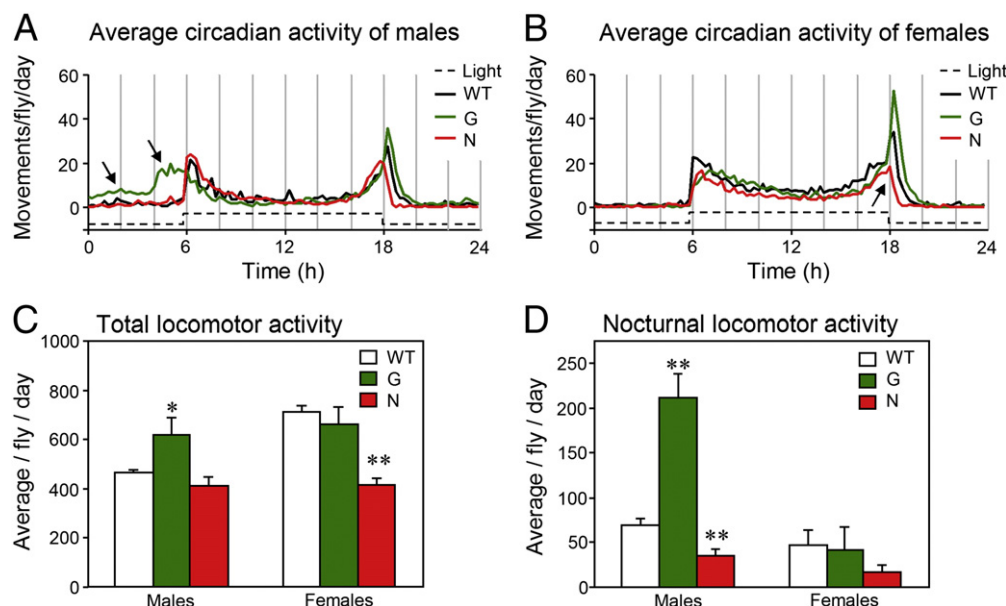 A Average circadian activity of males
Movements/fly/day
60
40
20
0
Light
WT
G
N
0 6 12 18 24
Time (h)
B Average circadian activity of females
Movements/fly/day
60
40
20
0
Light
WT
G
N
0 6 12 18 24
Time (h)
C Total locomotor activity
Average / fly / day
1000
800
600
400
200
0
WT
G
N
*
**
Males Females
D Nocturnal locomotor activity
Average / fly / day
250
200
150
100
50
0
WT
G
N
**
**
Males Females